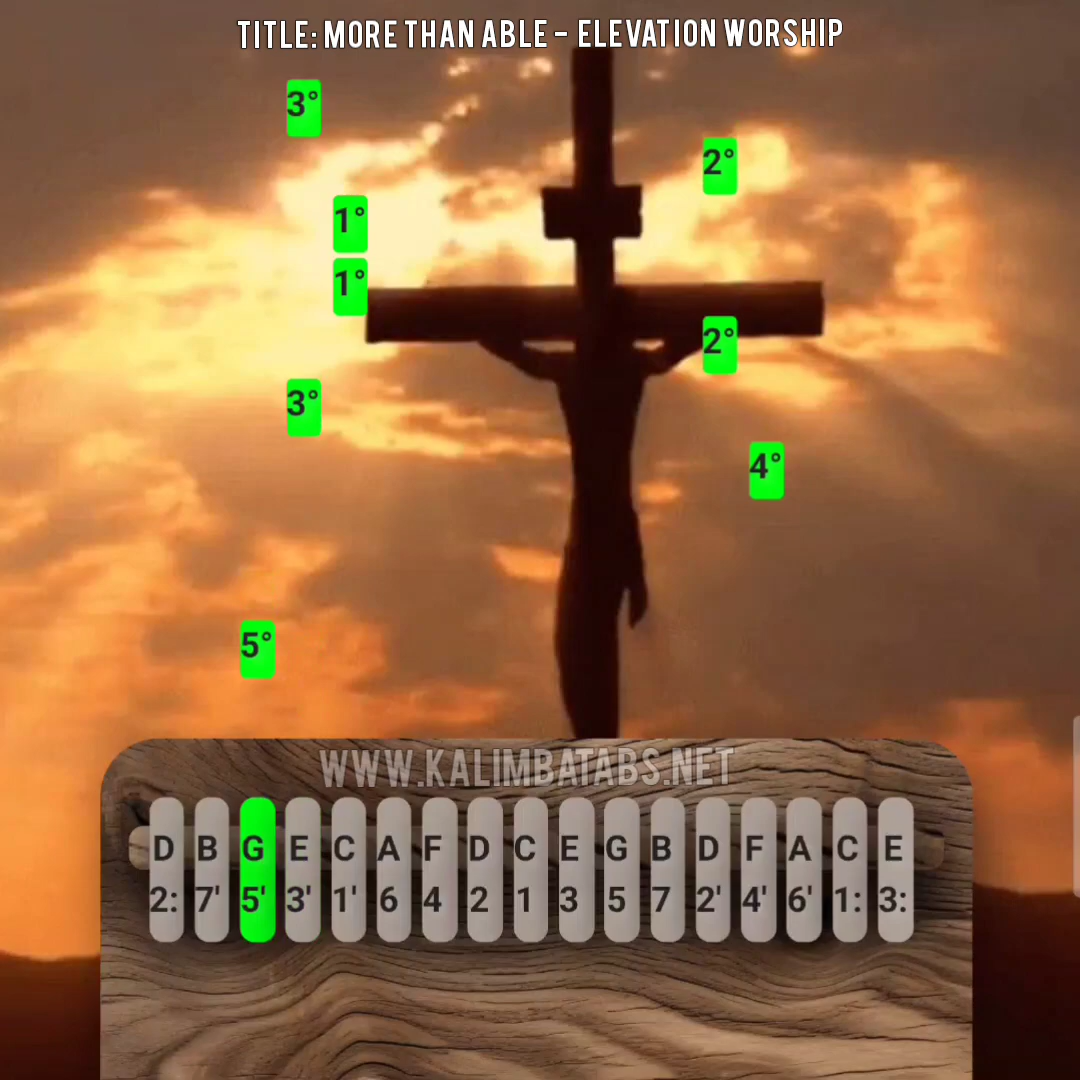 TITLE: MORE THAN ABLE - ELEVATION WORSHIP
3°
2°
1°
1°
2°
3°
4°
5°
WWW.KALIMBATABS.NET
D B G E C A F D C E G B D F A C E
2: 7' 5' 3' 1' 6 4 2 1 3 5 7 2' 4' 6' 1: 3: